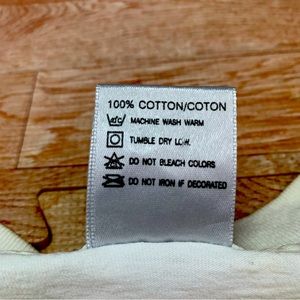 100% COTTON/COTON
MACHINE WASH WARM
TUMBLE DRY LOW.
DO NOT BLEACH COLORS
DO NOT IRON IF DECORATED